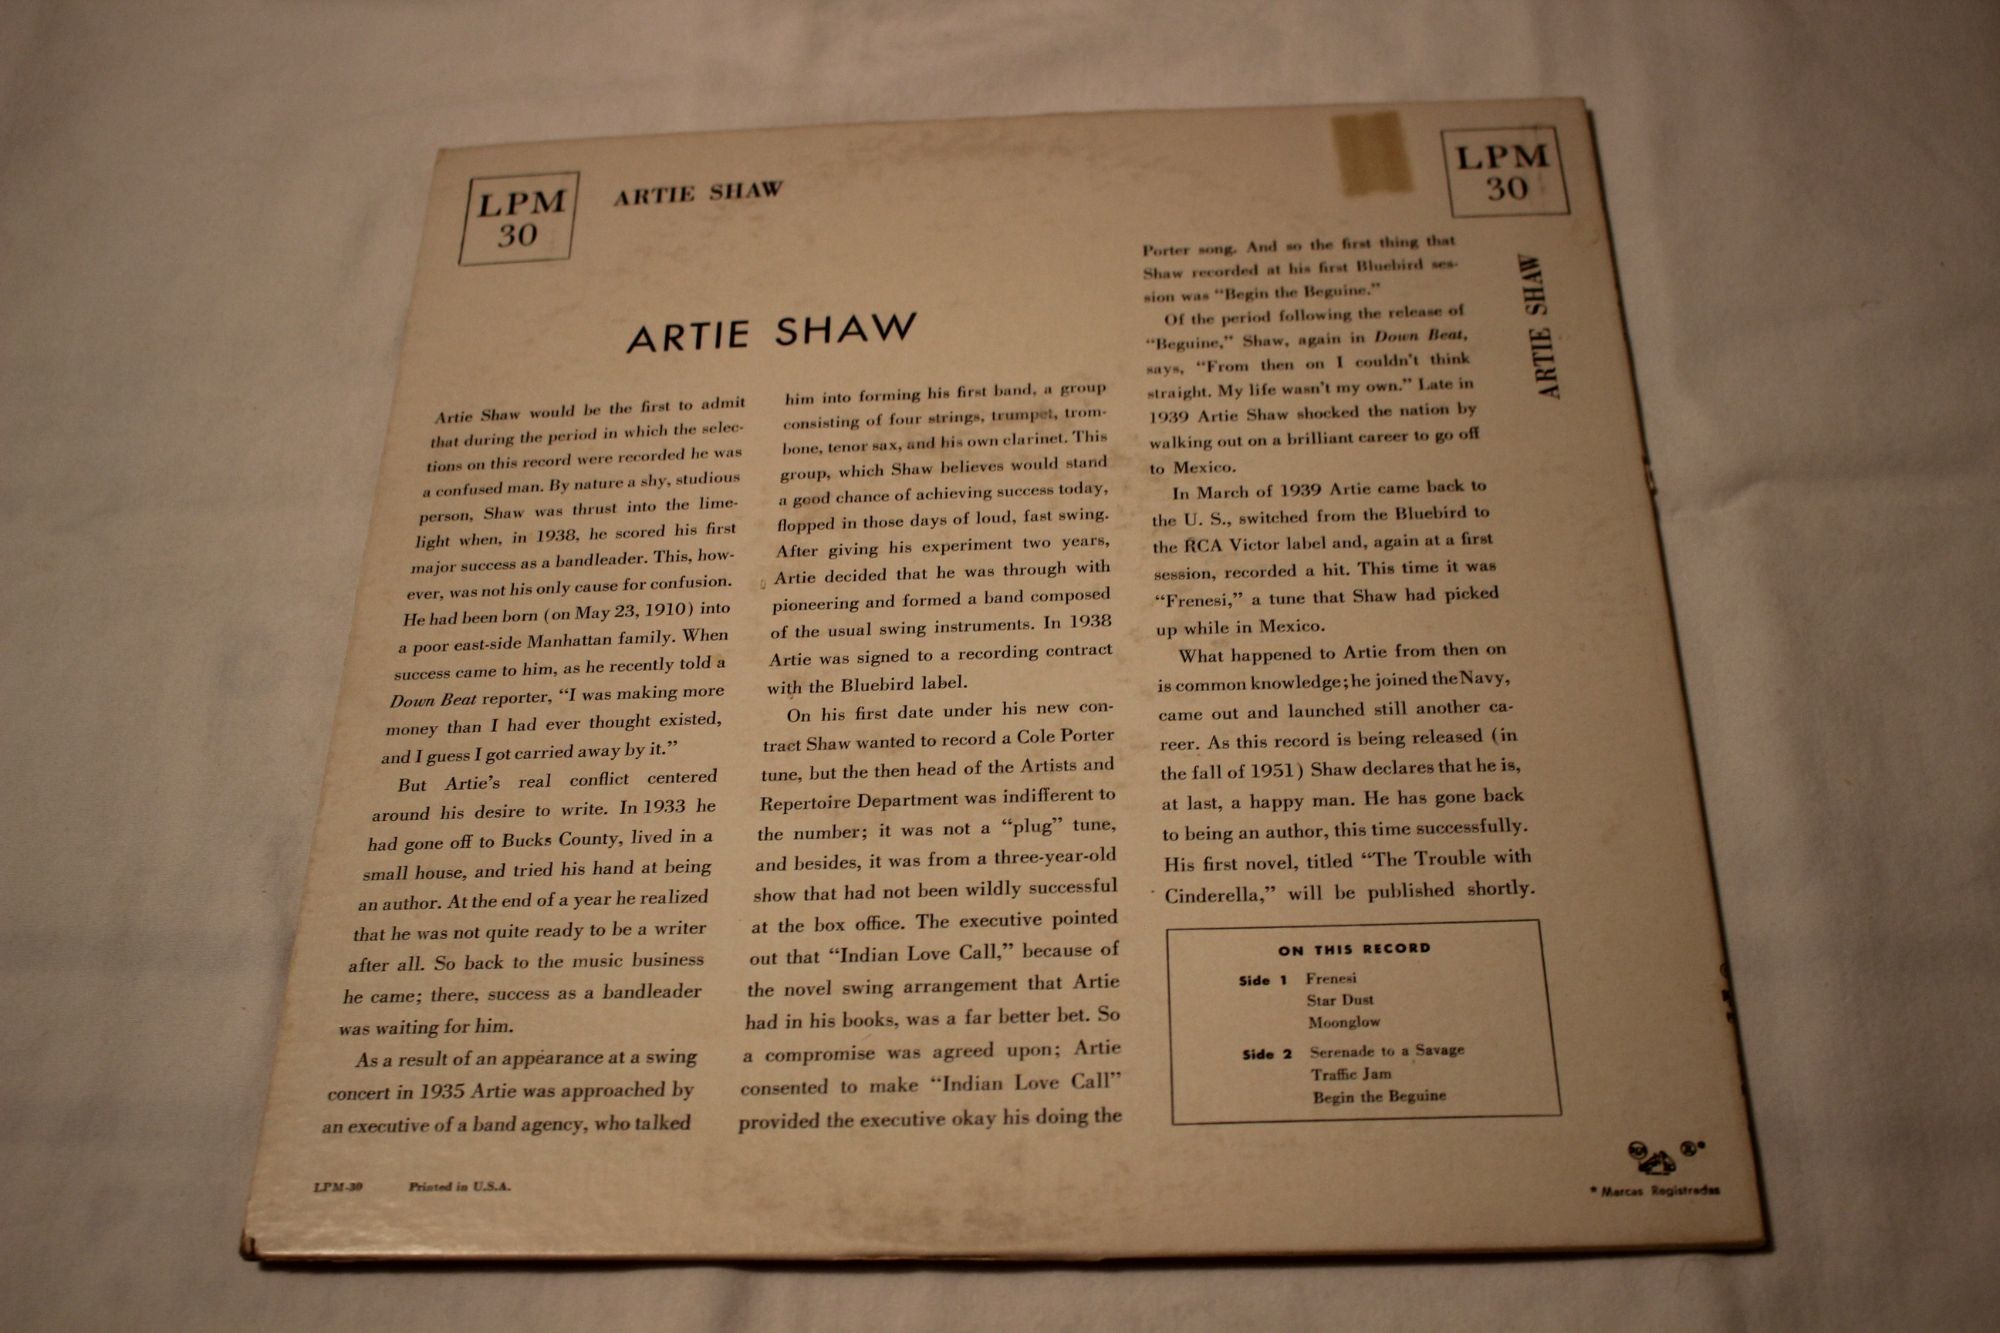 LPM
30
ARTIE SHAW
LPM
30
ARTIE SHAW
ARTIE SHAW
Artie Shaw would be the first to admit
that during the period in which the selec-
tions on this record were recorded he was
a confused man. By nature a shy, studious
person, Shaw was thrust into the lime-
light when, in 1938, he scored his first
major success as a bandleader. This, how-
ever, was not his only cause for confusion.
He had been born (on May 23, 1910) into
a poor east-side Manhattan family. When
success came to him, as he recently told a
Down Beat reporter, “I was making more
money than I had ever thought existed,
and I guess I got carried away by it.”
But Artie’s real conflict centered
around his desire to write. In 1933 he
had gone off to Bucks County, lived in a
small house, and tried his hand at being
an author. At the end of a year he realized
that he was not quite ready to be a writer
after all. So back to the music business
he came; there, success as a bandleader
was waiting for him.
As a result of an appearance at a swing
concert in 1935 Artie was approached by
an executive of a band agency, who talked
him into forming his first band, a group
consisting of four strings, trumpet, trom-
bone, tenor sax, and his own clarinet. This
group, which Shaw believes would stand
a good chance of achieving success today,
flopped in those days of loud, fast swing.
After giving his experiment two years,
Artie decided that he was through with
pioneering and formed a band composed
of the usual swing instruments. In 1938
Artie was signed to a recording contract
with the Bluebird label.
On his first date under his new con-
tract Shaw wanted to record a Cole Porter
tune, but the then head of the Artists and
Repertoire Department was indifferent to
the number; it was not a “plug” tune,
and besides, it was from a three-year-old
show that had not been wildly successful
at the box office. The executive pointed
out that “Indian Love Call,” because of
the novel swing arrangement that Artie
had in his books, was a far better bet. So
a compromise was agreed upon; Artie
consented to make “Indian Love Call”
provided the executive okay his doing the
Porter song. And so the first thing that
Shaw recorded at his first Bluebird ses-
sion was “Begin the Beguine.”
Of the period following the release of
“Beguine,” Shaw, again in Down Beat,
says, “From then on I couldn’t think
straight. My life wasn’t my own.” Late in
1939 Artie Shaw shocked the nation by
walking out on a brilliant career to go off
to Mexico.
In March of 1939 Artie came back to
the U. S., switched from the Bluebird to
the RCA Victor label and, again at a first
session, recorded a hit. This time it was
“Frenesi,” a tune that Shaw had picked
up while in Mexico.
What happened to Artie from then on
is common knowledge; he joined the Navy,
came out and launched still another ca-
reer. As this record is being released (in
the fall of 1951) Shaw declares that he is,
at last, a happy man. He has gone back
to being an author, this time successfully.
His first novel, titled “The Trouble with
Cinderella,” will be published shortly.
ON THIS RECORD
Side 1 Frenesi
Star Dust
Moonglow
Side 2 Serenade to a Savage
Traffic Jam
Begin the Beguine
LPM-30 Printed in U.S.A.
* Marcas Registradas